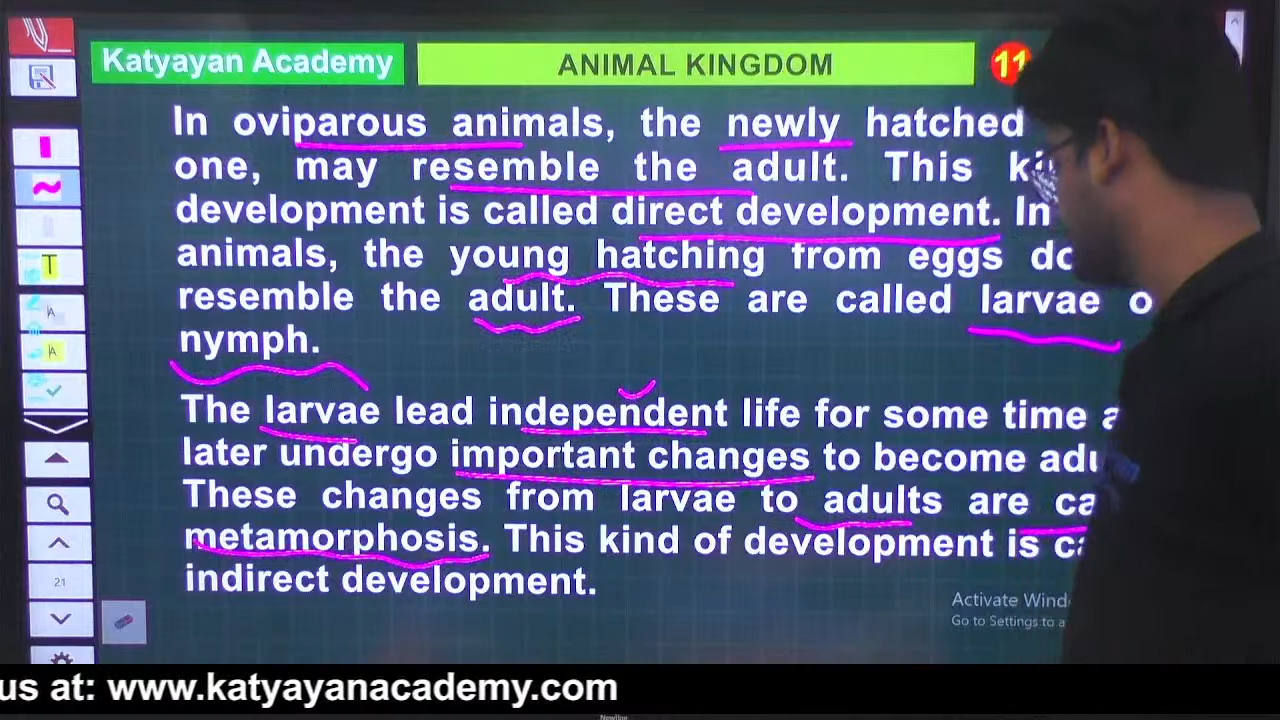 Katyayan Academy
ANIMAL KINGDOM
11
In oviparous animals, the newly hatched
one, may resemble the adult. This
development is called direct development. In
animals, the young hatching from eggs
resemble the adult. These are called larvae
nymph.
The larvae lead independent life for some time
later undergo important changes to become
These changes from larvae to adults are
metamorphosis. This kind of development is
indirect development.
T
A
A
21
Activate
Go to Settings to a
us at: www.katyayanacademy.com
Newline